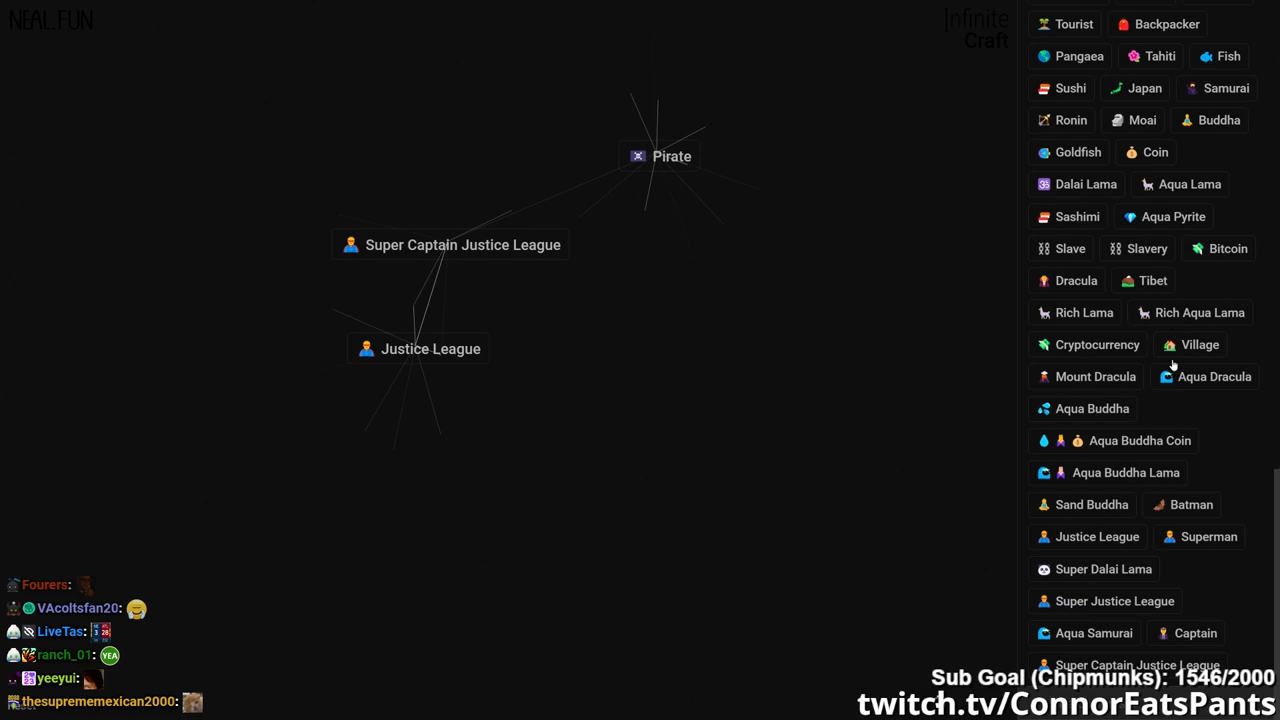 NEAL.FUN
Infinite
Craft
Pirate
Super Captain Justice League
Justice League
Tourist Backpacker
Pangaea Tahiti Fish
Sushi Japan Samurai
Ronin Moai Buddha
Goldfish Coin
Dalai Lama Aqua Lama
Sashimi Aqua Pyrite
Slave Slavery Bitcoin
Dracula Tibet
Rich Lama Rich Aqua Lama
Cryptocurrency Village
Mount Dracula Aqua Dracula
Aqua Buddha
Aqua Buddha Coin
Aqua Buddha Lama
Sand Buddha Batman
Justice League Superman
Super Dalai Lama
Super Justice League
Aqua Samurai Captain
Super Captain Justice League
Fourers:
VAcoltsfan20:
LiveTas:
ranch_01: YEA
yeeyui:
thesuprememexican2000:
Sub Goal (Chipmunks): 1546/2000
twitch.tv/ConnorEatsPants